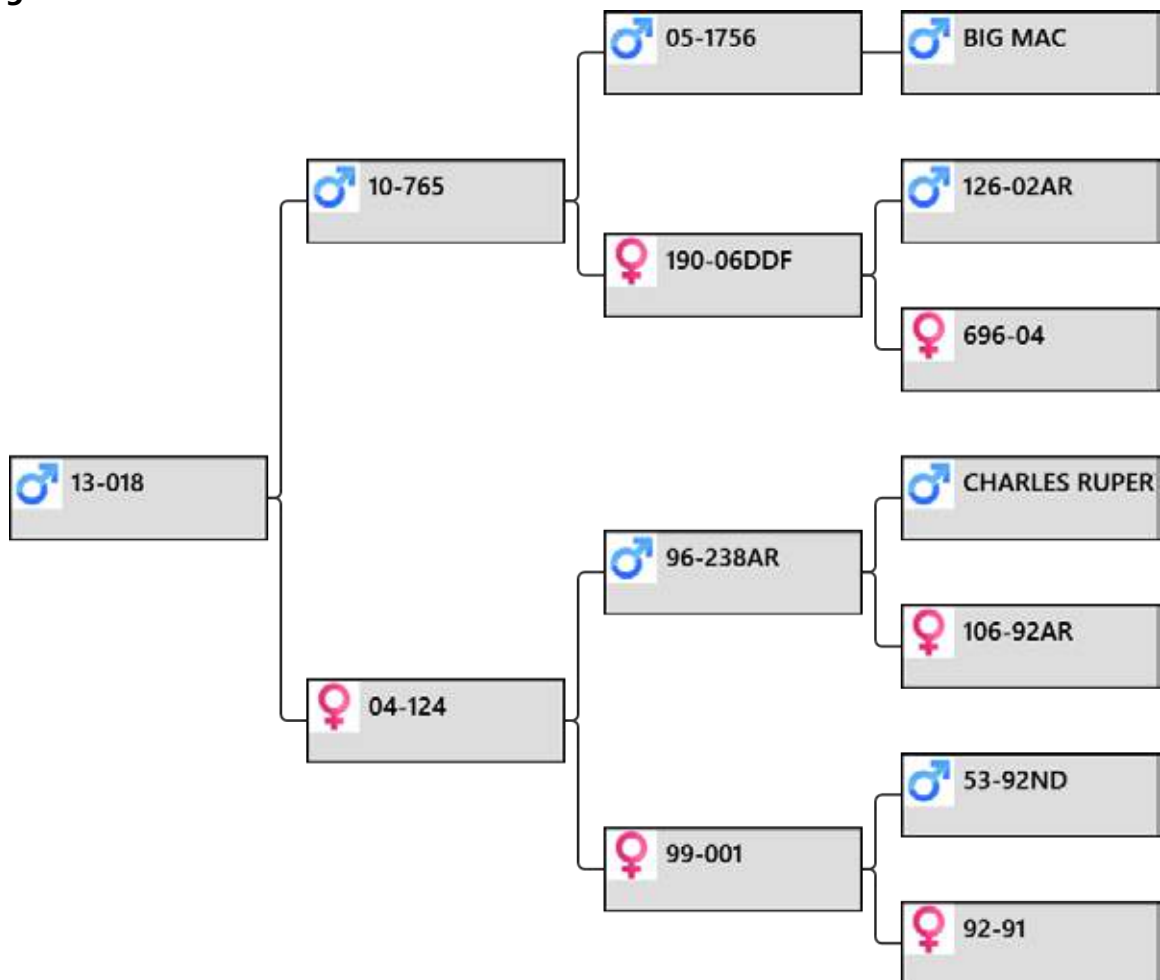 05-1756
BIG MAC
10-765
126-02AR
190-06DDF
696-04
13-018
CHARLES RUPER
96-238AR
106-92AR
04-124
53-92ND
99-001
92-91